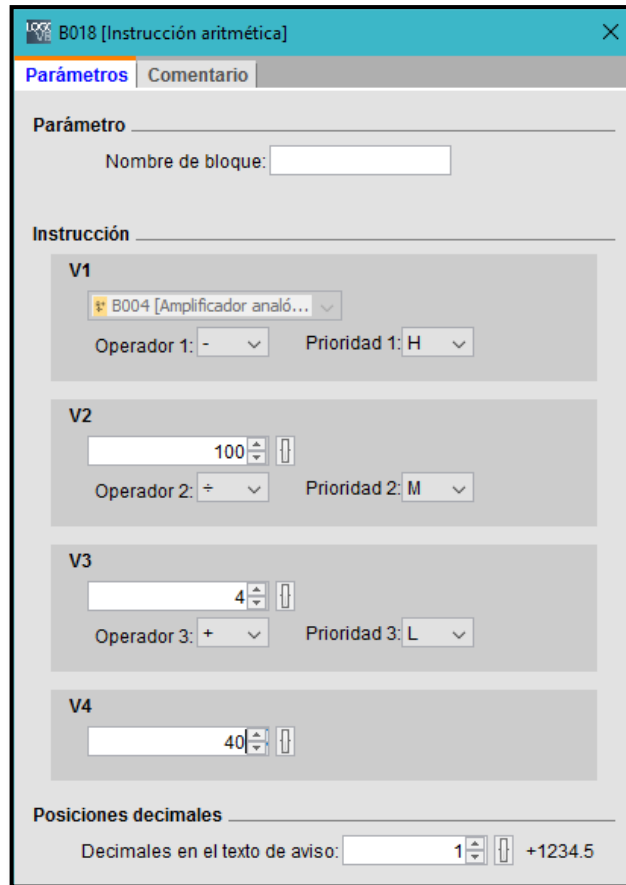 B018 [Instrucción aritmética]
Parámetros Comentario
Parámetro
Nombre de bloque:
Instrucción
V1
B004 [Amplificador analó...
Operador 1: - Prioridad 1: H
V2
100
Operador 2: ÷ Prioridad 2: M
V3
4
Operador 3: + Prioridad 3: L
V4
40
Posiciones decimales
Decimales en el texto de aviso: 1 +1234.5